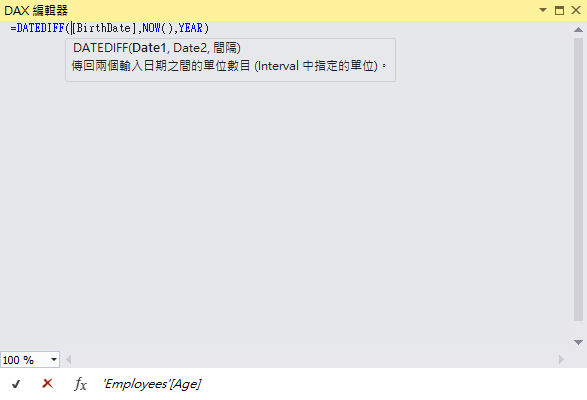 DAX 編輯器
=DATEDIFF([BirthDate],NOW(),YEAR)
DATEDIFF(Date1, Date2, 間隔)
傳回兩個輸入日期之間的單位數目 (Interval 中指定的單位)。
100 %
fx 'Employees'[Age]